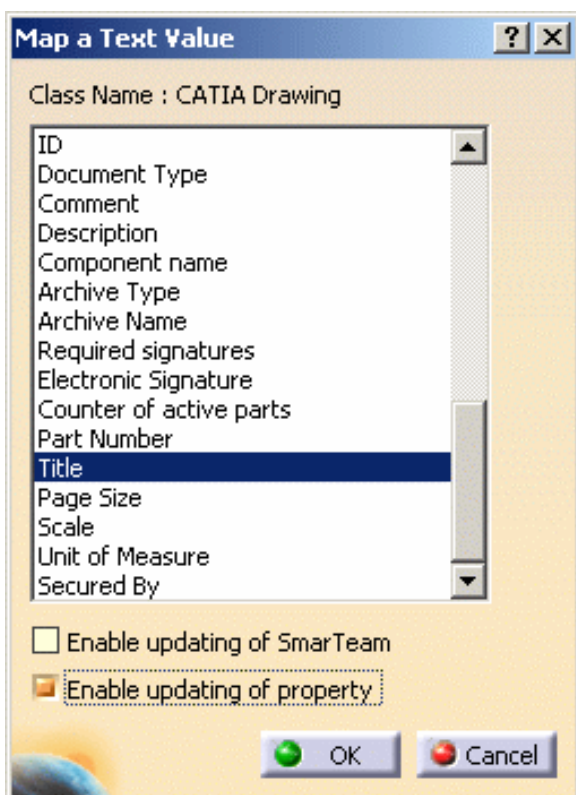 Map a Text Value
?
Class Name : CATIA Drawing
ID
Document Type
Comment
Description
Component name
Archive Type
Archive Name
Required signatures
Electronic Signature
Counter of active parts
Part Number
Title
Page Size
Scale
Unit of Measure
Secured By
Enable updating of SmarTeam
Enable updating of property
OK Cancel